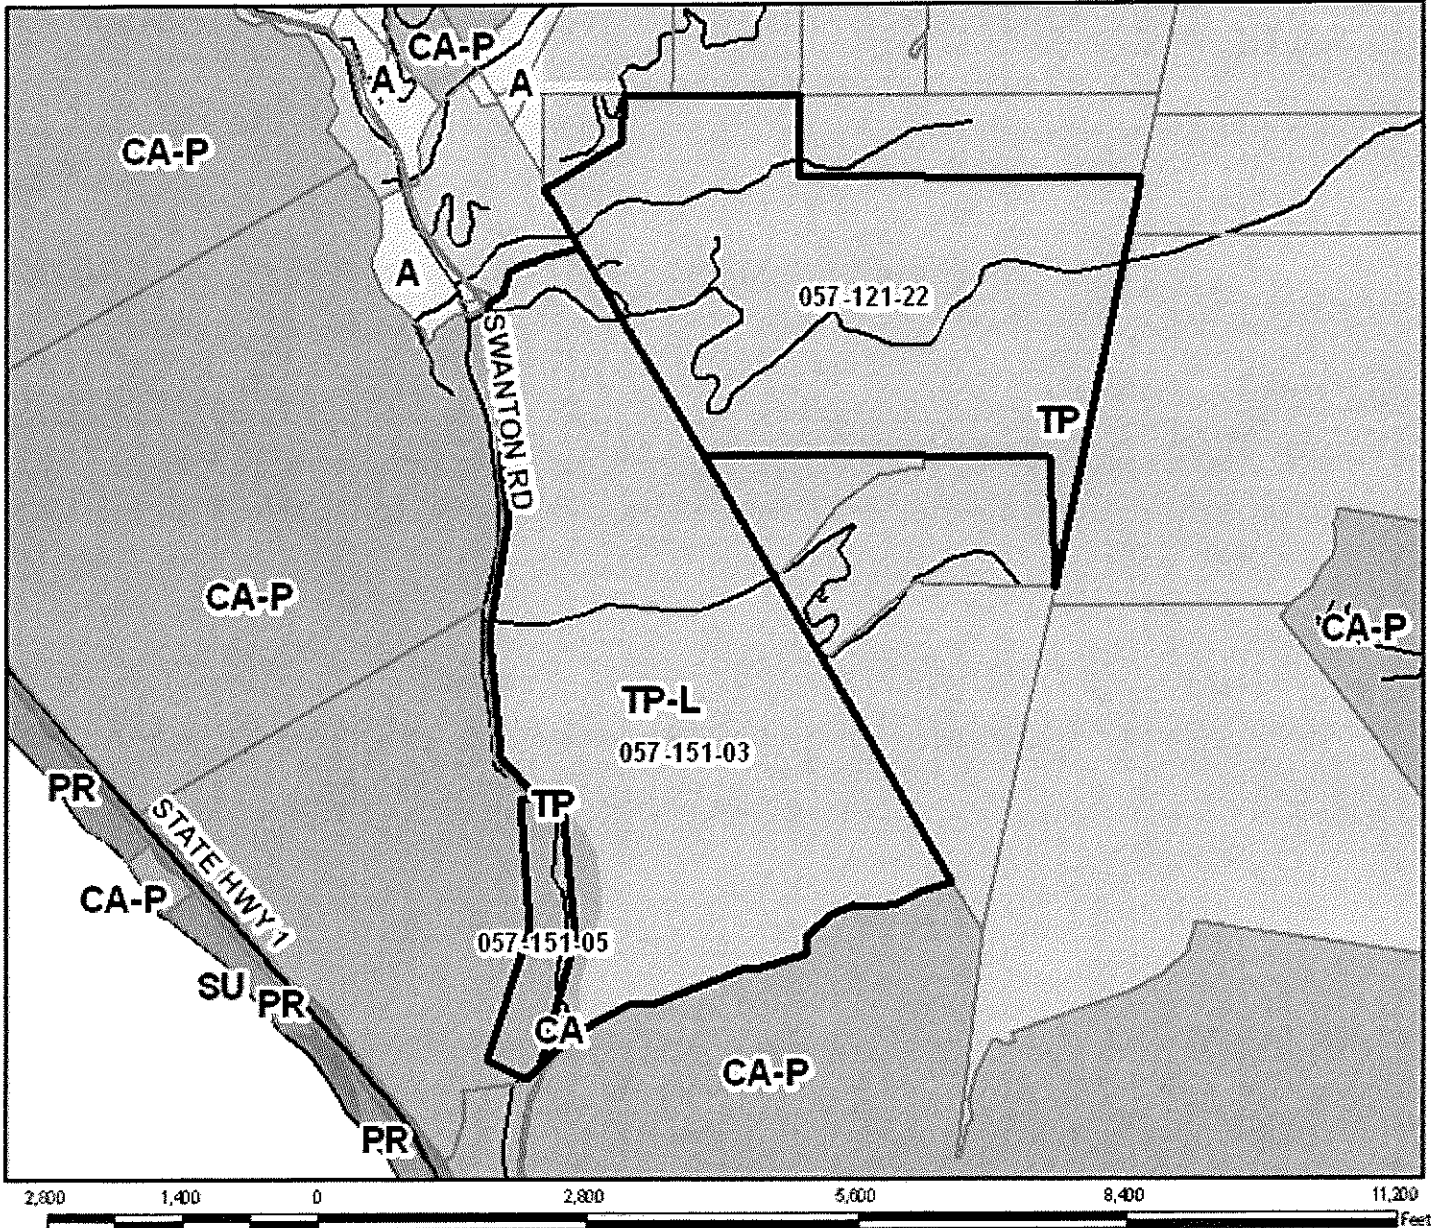 CA-P
A
A
CA-P
A
057-121-22
SWANTON RD
TP
CA-P
CA-P
TP-L
057-151-03
PR
TP
STATE HWY 1
CA-P
057-151-05
SU
PR
CA
CA-P
PR
2,800 1,400 0 2,800 5,600 8,400 11,200
Feet